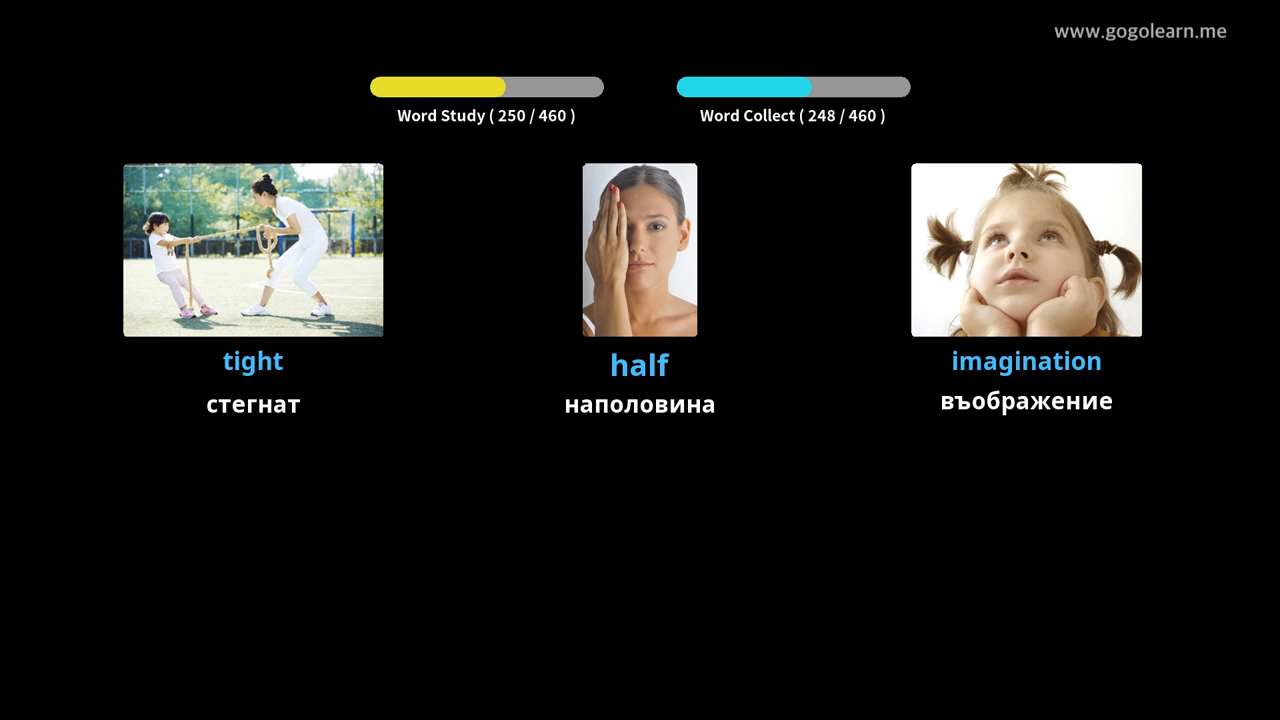 www.gogolearn.me
Word Study ( 250 / 460 )
Word Collect ( 248 / 460 )
tight
half
imagination
стегнат
наполовина
въображение